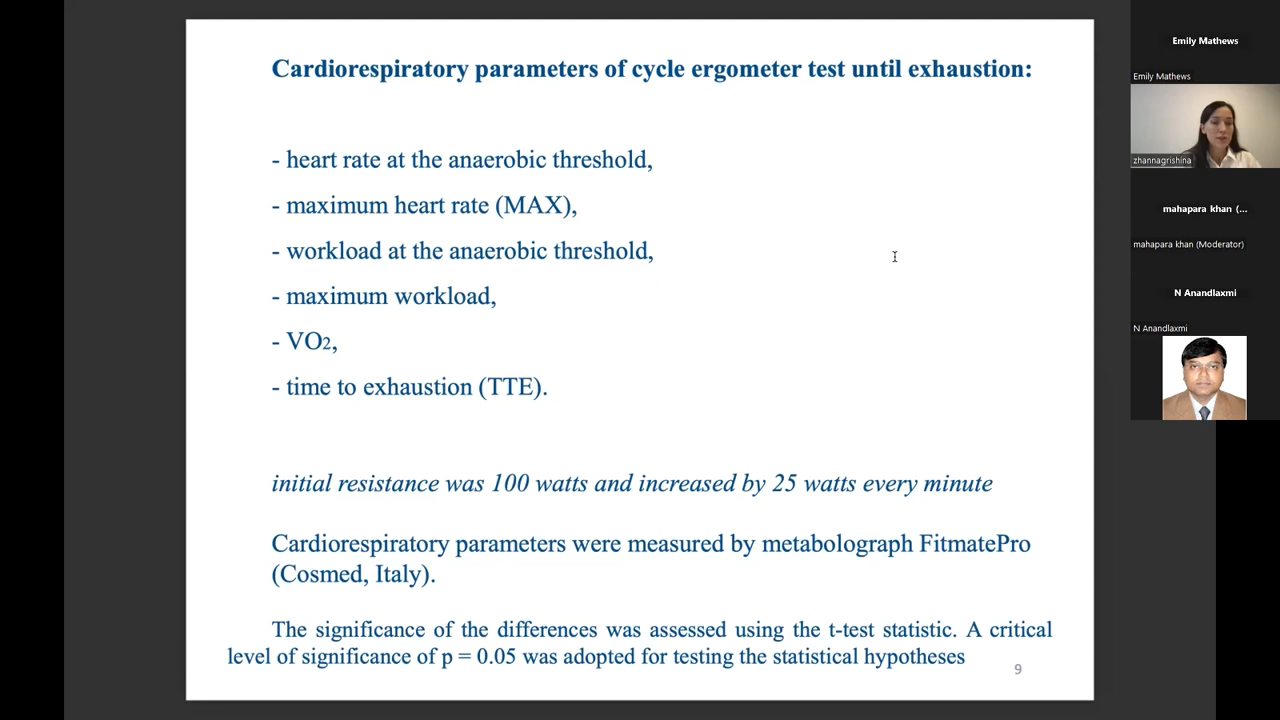 Cardiorespiratory parameters of cycle ergometer test until exhaustion:
- heart rate at the anaerobic threshold,
- maximum heart rate (MAX),
- workload at the anaerobic threshold,
- maximum workload,
- VO2,
- time to exhaustion (TTE).
initial resistance was 100 watts and increased by 25 watts every minute
Cardiorespiratory parameters were measured by metabolograph FitmatePro
(Cosmed, Italy).
The significance of the differences was assessed using the t-test statistic. A critical
level of significance of p = 0.05 was adopted for testing the statistical hypotheses
9
Emily Mathews
Emily Mathews
zhannagrishina
mahapara khan (...
mahapara khan (Moderator)
N Anandlaxmi
N Anandlaxmi